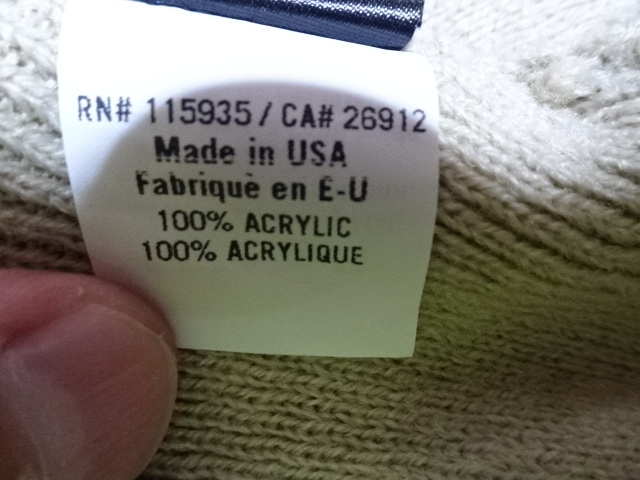 RN# 115935 / CA# 26912
Made in USA
Fabriqué en É-U
100% ACRYLIC
100% ACRYLIQUE